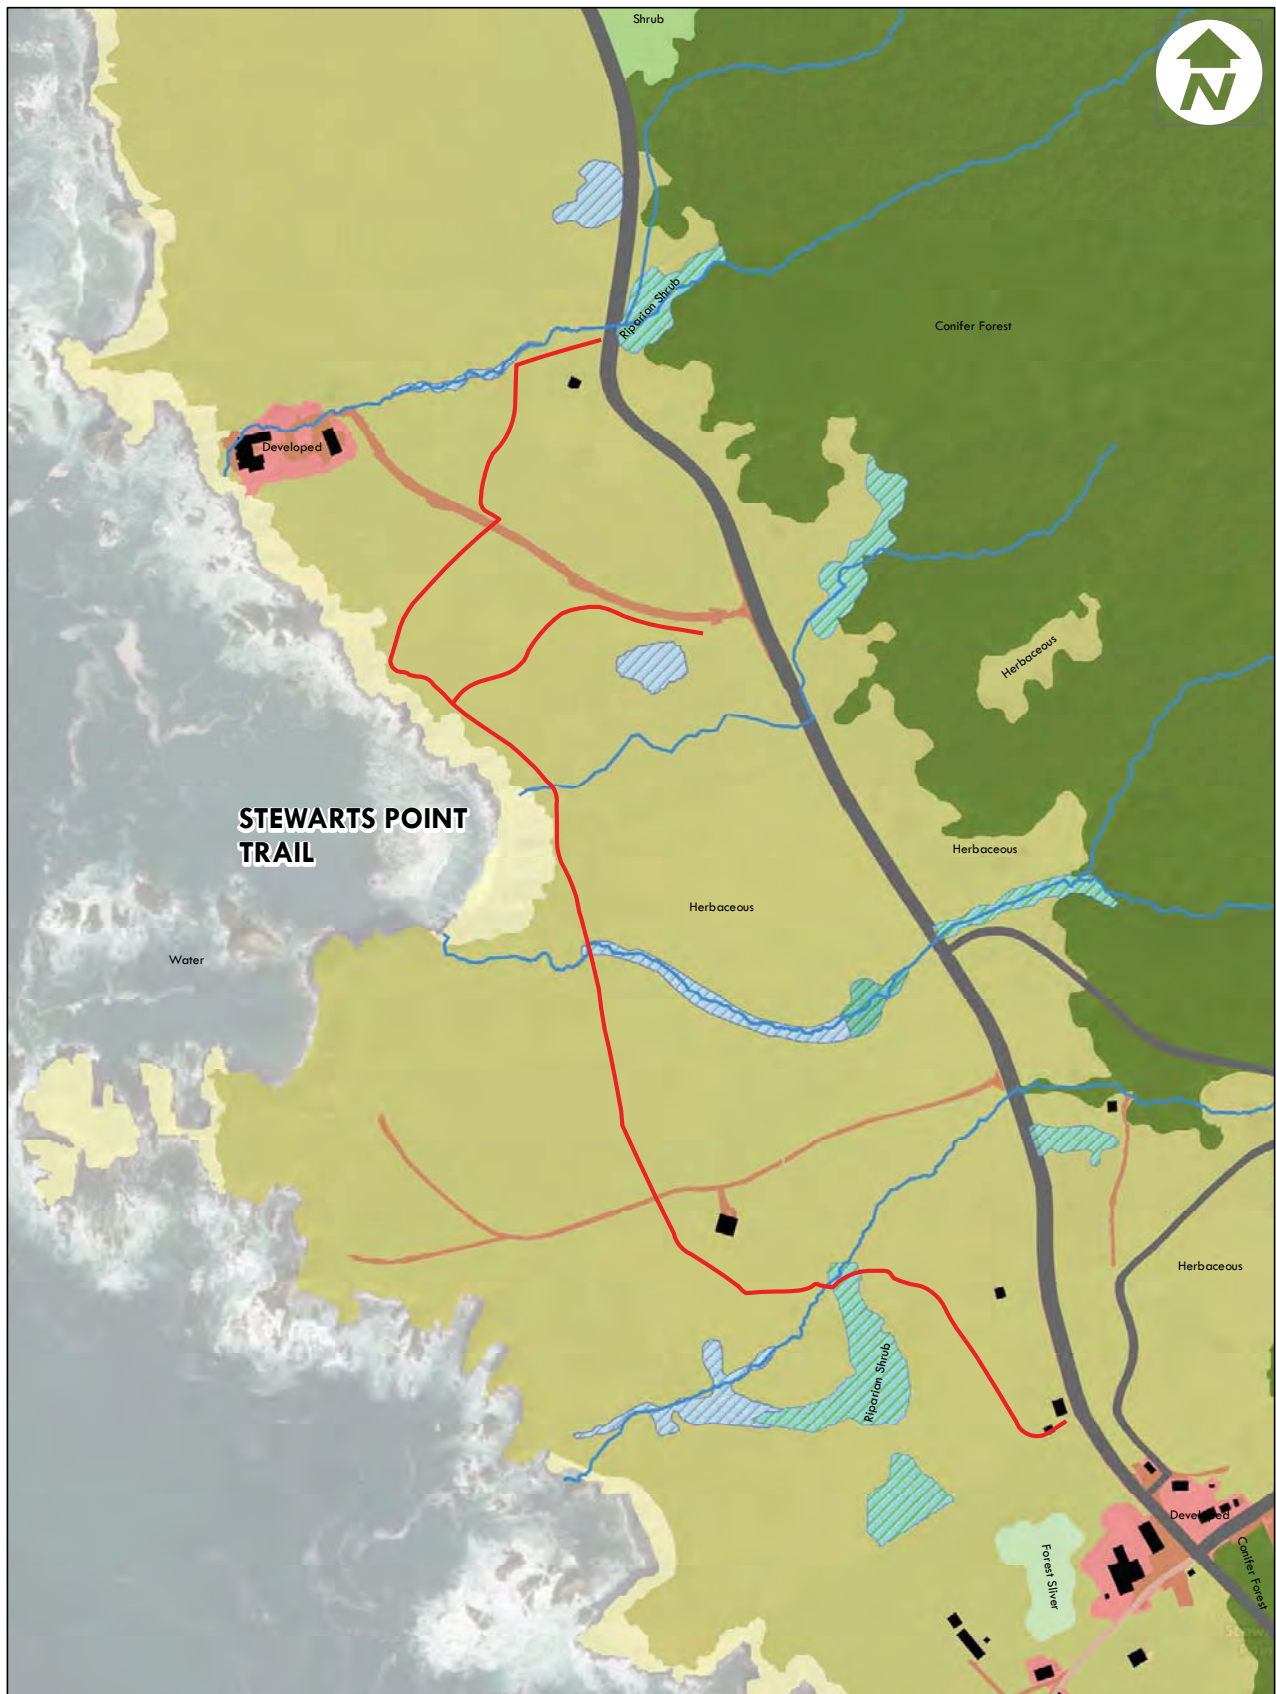 Shrub
N
Riparian Shrub
Conifer Forest
Developed
Herbaceous
STEWARTS POINT
TRAIL
Herbaceous
Herbaceous
Water
Herbaceous
Riparian Shrub
Developed
Forest Sliver
Conifer Forest